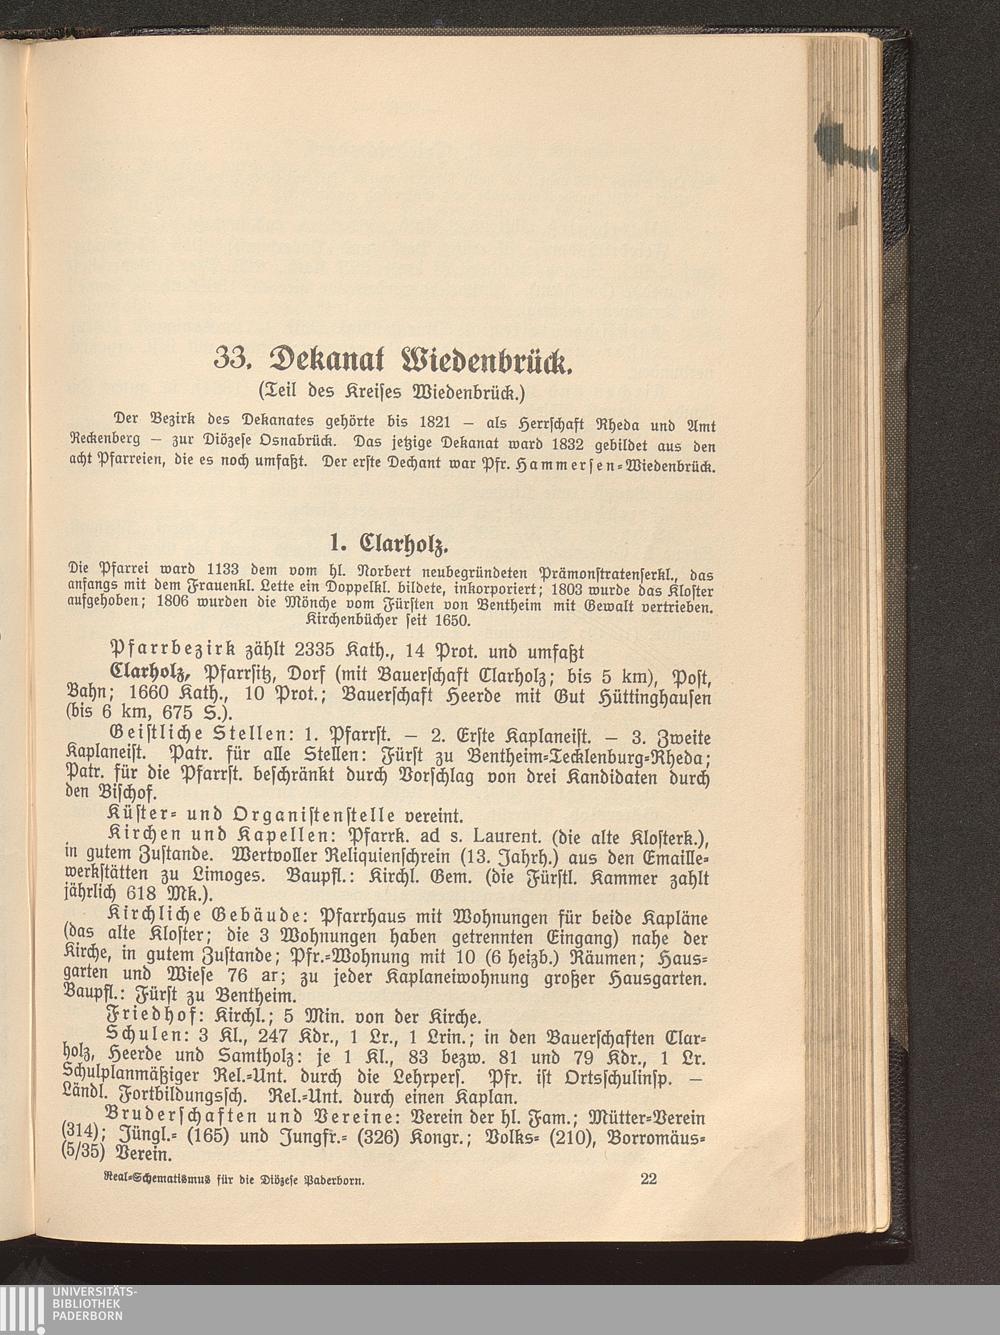 33. Dekanat Wiedenbrück.
(Teil des Kreises Wiedenbrück.)
Der Bezirk des Dekanates gehörte bis 1821 — als Herrschaft Rheda und Amt
Reckenberg — zur Diözese Osnabrück. Das jetzige Dekanat ward 1832 gebildet aus den
acht Pfarreien, die es noch umfaßt. Der erste Dechant war Pfr. Hammersen-Wiedenbrück.
1. Clarholz.
Die Pfarrei ward 1133 dem vom hl. Norbert neubegründeten Prämonstratenserkl., das
anfangs mit dem Frauenkl. Lette ein Doppelkl. bildete, inkorporiert; 1803 wurde das Kloster
aufgehoben; 1806 wurden die Mönche vom Fürsten von Bentheim mit Gewalt vertrieben.
Kirchenbücher seit 1650.
Pfarrbezirk zählt 2335 Kath., 14 Prot. und umfaßt
Clarholz, Pfarrsitz, Dorf (mit Bauerschaft Clarholz; bis 5 km), Post,
Bahn; 1660 Kath., 10 Prot.; Bauerschaft Heerde mit Gut Hüttinghausen
(bis 6 km, 675 S.).
Geistliche Stellen: 1. Pfarrst. — 2. Erste Kaplaneist. — 3. Zweite
Kaplaneist. Patr. für alle Stellen: Fürst zu Bentheim-Tecklenburg-Rheda;
Patr. für die Pfarrst. beschränkt durch Vorschlag von drei Kandidaten durch
den Bischof.
Küster- und Organistenstelle vereint.
Kirchen und Kapellen: Pfarrk. ad s. Laurent. (die alte Klosterk.),
in gutem Zustande. Wertvoller Reliquienschrein (13. Jahrh.) aus den Emaille-
werkstätten zu Limoges. Baupfl.: Kirchl. Gem. (die Fürstl. Kammer zahlt
jährlich 618 Mk.).
Kirchliche Gebäude: Pfarrhaus mit Wohnungen für beide Kapläne
(das alte Kloster; die 3 Wohnungen haben getrennten Eingang) nahe der
Kirche, in gutem Zustande; Pfr.-Wohnung mit 10 (6 heizb.) Räumen; Haus-
garten und Wiese 76 ar; zu jeder Kaplaneiwohnung großer Hausgarten.
Baupfl.: Fürst zu Bentheim.
Friedhof: Kirchl.; 5 Min. von der Kirche.
Schulen: 3 Kl., 247 Kdr., 1 Lr., 1 Lrin.; in den Bauerschaften Clar-
holz, Heerde und Samtholz: je 1 Kl., 83 bezw. 81 und 79 Kdr., 1 Lr.
Schulplanmäßiger Rel.-Unt. durch die Lehrpers. Pfr. ist Ortsschulinsp. —
Ländl. Fortbildungssch. Rel.-Unt. durch einen Kaplan.
Bruderschaften und Vereine: Verein der hl. Fam.; Mütter-Verein
(314); Jüngl.- (165) und Jungfr.- (326) Kongr.; Volks- (210), Borromäus-
(5/35) Verein.
Real-Schematismus für die Diözese Paderborn. 22
UNIVERSITÄTS-
BIBLIOTHEK
PADERBORN